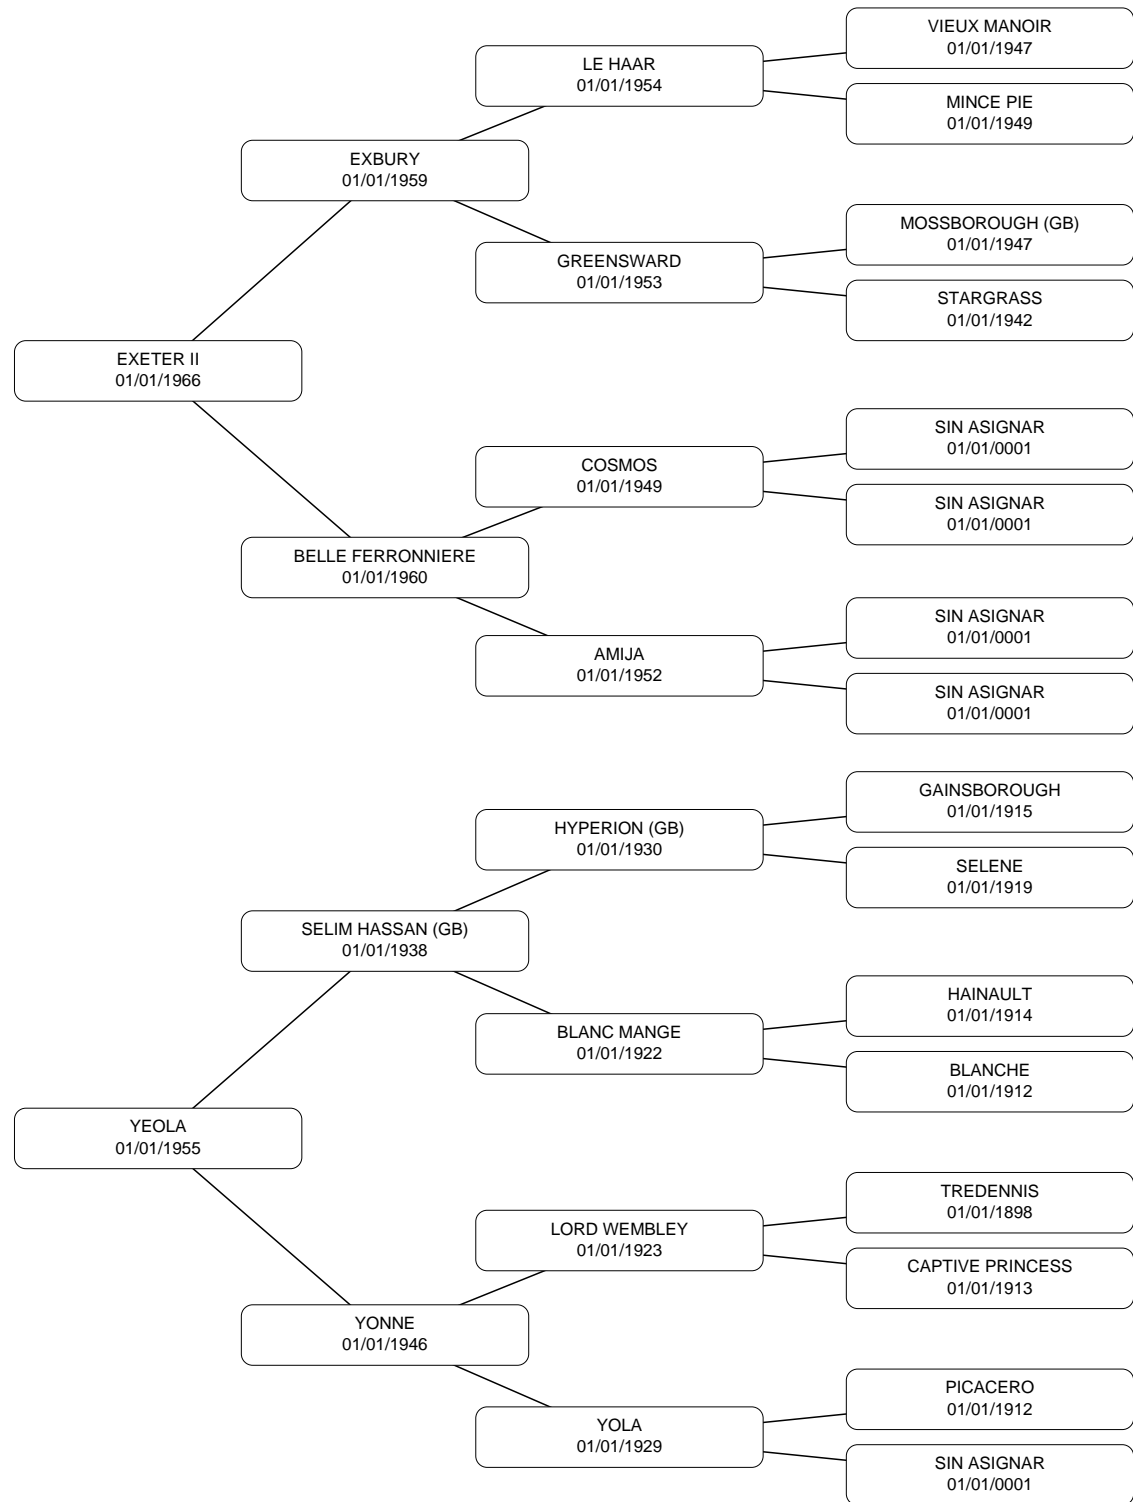 VIEUX MANOIR
01/01/1947
LE HAAR
01/01/1954
MINCE PIE
01/01/1949
EXBURY
01/01/1959
MOSSBOROUGH (GB)
01/01/1947
GREENSWARD
01/01/1953
STARGRASS
01/01/1942
EXETER II
01/01/1966
SIN ASIGNAR
01/01/0001
COSMOS
01/01/1949
SIN ASIGNAR
01/01/0001
BELLE FERRONNIERE
01/01/1960
SIN ASIGNAR
01/01/0001
AMIJA
01/01/1952
SIN ASIGNAR
01/01/0001
GAINSBOROUGH
01/01/1915
HYPERION (GB)
01/01/1930
SELENE
01/01/1919
SELIM HASSAN (GB)
01/01/1938
HAINAULT
01/01/1914
BLANC MANGE
01/01/1922
BLANCHE
01/01/1912
YEOLA
01/01/1955
TREDENNIS
01/01/1898
LORD WEMBLEY
01/01/1923
CAPTIVE PRINCESS
01/01/1913
YONNE
01/01/1946
PICACERO
01/01/1912
YOLA
01/01/1929
SIN ASIGNAR
01/01/0001